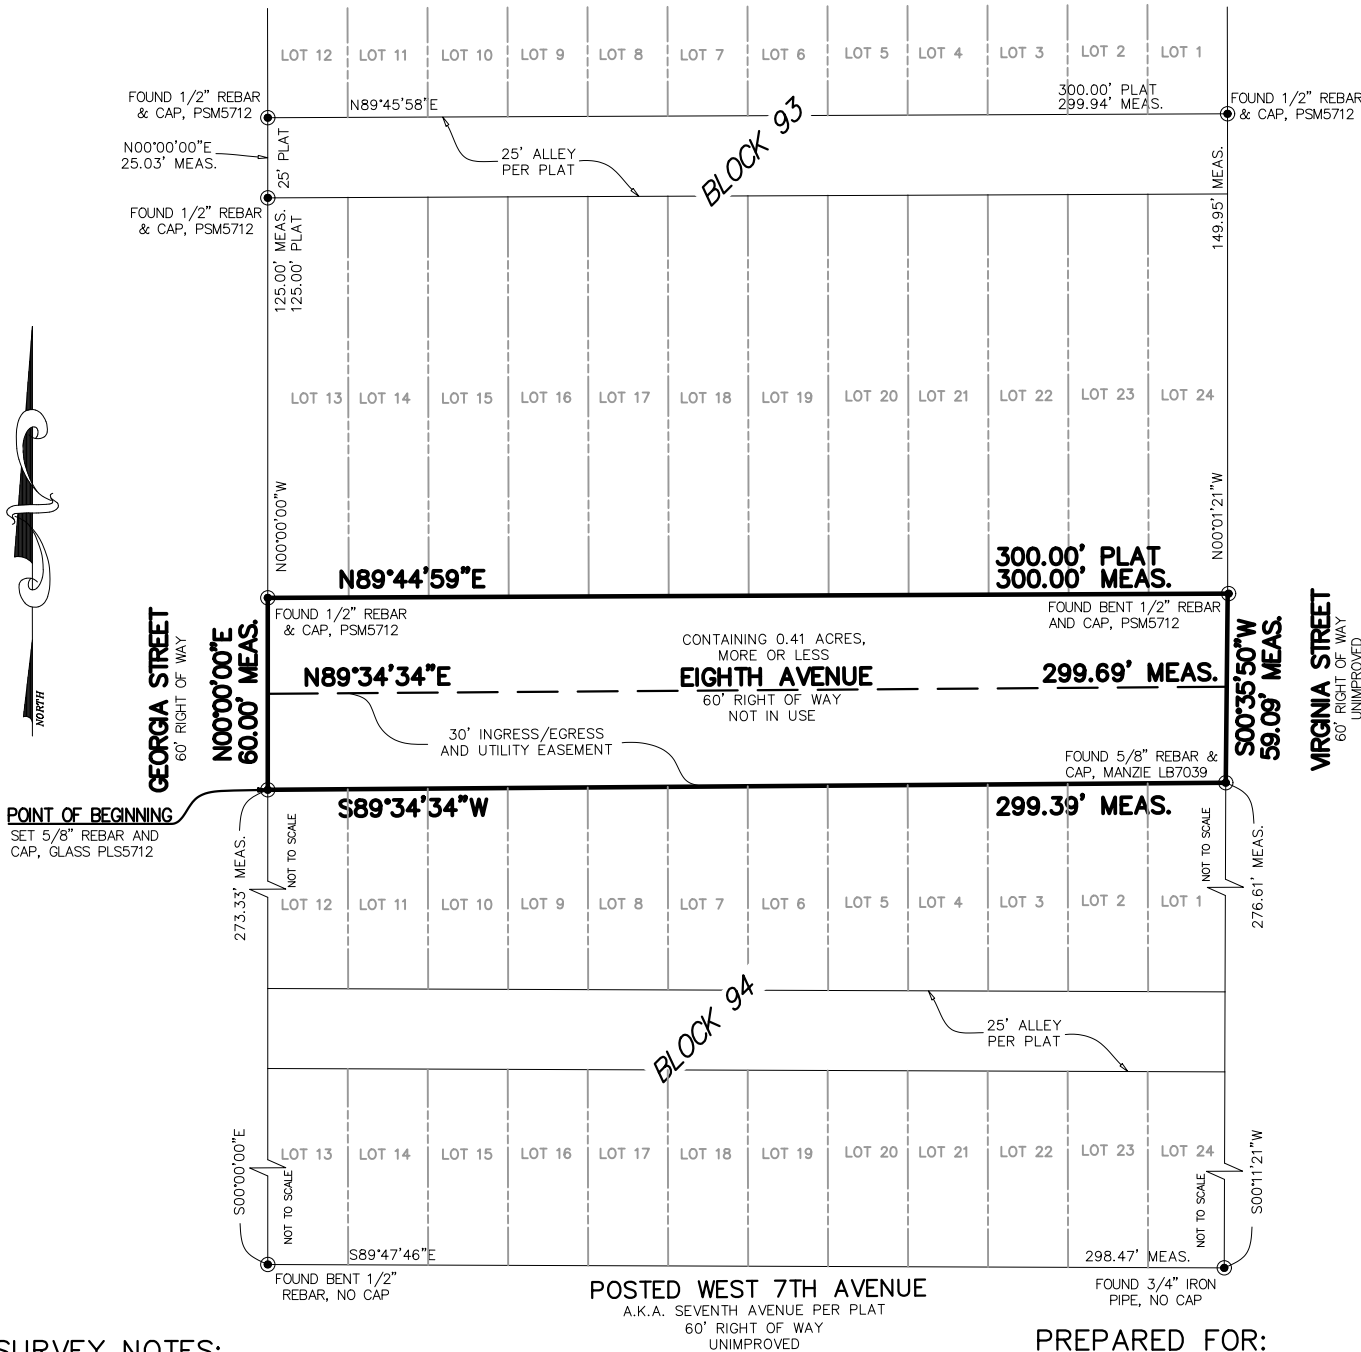 LOT 12 LOT 11 LOT 10 LOT 9 LOT 8 LOT 7 LOT 6 LOT 5 LOT 4 LOT 3 LOT 2 LOT 1
FOUND 1/2" REBAR
& CAP, PSM5712
N89°45'58"E
300.00' PLAT
299.94' MEAS.
FOUND 1/2" REBAR
& CAP, PSM5712
N00°00'00"E
25.03' MEAS.
25' PLAT
25' ALLEY
PER PLAT
BLOCK 93
149.95' MEAS.
FOUND 1/2" REBAR
& CAP, PSM5712
125.00' MEAS.
125.00' PLAT
LOT 13 LOT 14 LOT 15 LOT 16 LOT 17 LOT 18 LOT 19 LOT 20 LOT 21 LOT 22 LOT 23 LOT 24
NORTH
N00°00'00"W
N00°01'21"W
N89°44'59"E
300.00' PLAT
300.00' MEAS.
FOUND 1/2" REBAR
& CAP, PSM5712
FOUND BENT 1/2" REBAR
AND CAP, PSM5712
GEORGIA STREET
60' RIGHT OF WAY
N00°00'00"E
60.00' MEAS.
CONTAINING 0.41 ACRES,
MORE OR LESS
N89°34'34"E
EIGHTH AVENUE
299.69' MEAS.
60' RIGHT OF WAY
NOT IN USE
30' INGRESS/EGRESS
AND UTILITY EASEMENT
FOUND 5/8" REBAR &
CAP, MANZIE LB7039
S00°35'50"W
59.09' MEAS.
VIRGINIA STREET
60' RIGHT OF WAY
UNIMPROVED
POINT OF BEGINNING
SET 5/8" REBAR AND
CAP, GLASS PLS5712
S89°34'34"W
299.39' MEAS.
273.33' MEAS.
NOT TO SCALE
NOT TO SCALE
276.61' MEAS.
LOT 12 LOT 11 LOT 10 LOT 9 LOT 8 LOT 7 LOT 6 LOT 5 LOT 4 LOT 3 LOT 2 LOT 1
BLOCK 94
25' ALLEY
PER PLAT
LOT 13 LOT 14 LOT 15 LOT 16 LOT 17 LOT 18 LOT 19 LOT 20 LOT 21 LOT 22 LOT 23 LOT 24
S00°00'00"E
NOT TO SCALE
NOT TO SCALE
S00°11'21"W
S89°47'46"E
298.47' MEAS.
FOUND BENT 1/2"
REBAR, NO CAP
POSTED WEST 7TH AVENUE
A.K.A. SEVENTH AVENUE PER PLAT
60' RIGHT OF WAY
UNIMPROVED
FOUND 3/4" IRON
PIPE, NO CAP
SURVEY NOTES:
PREPARED FOR: